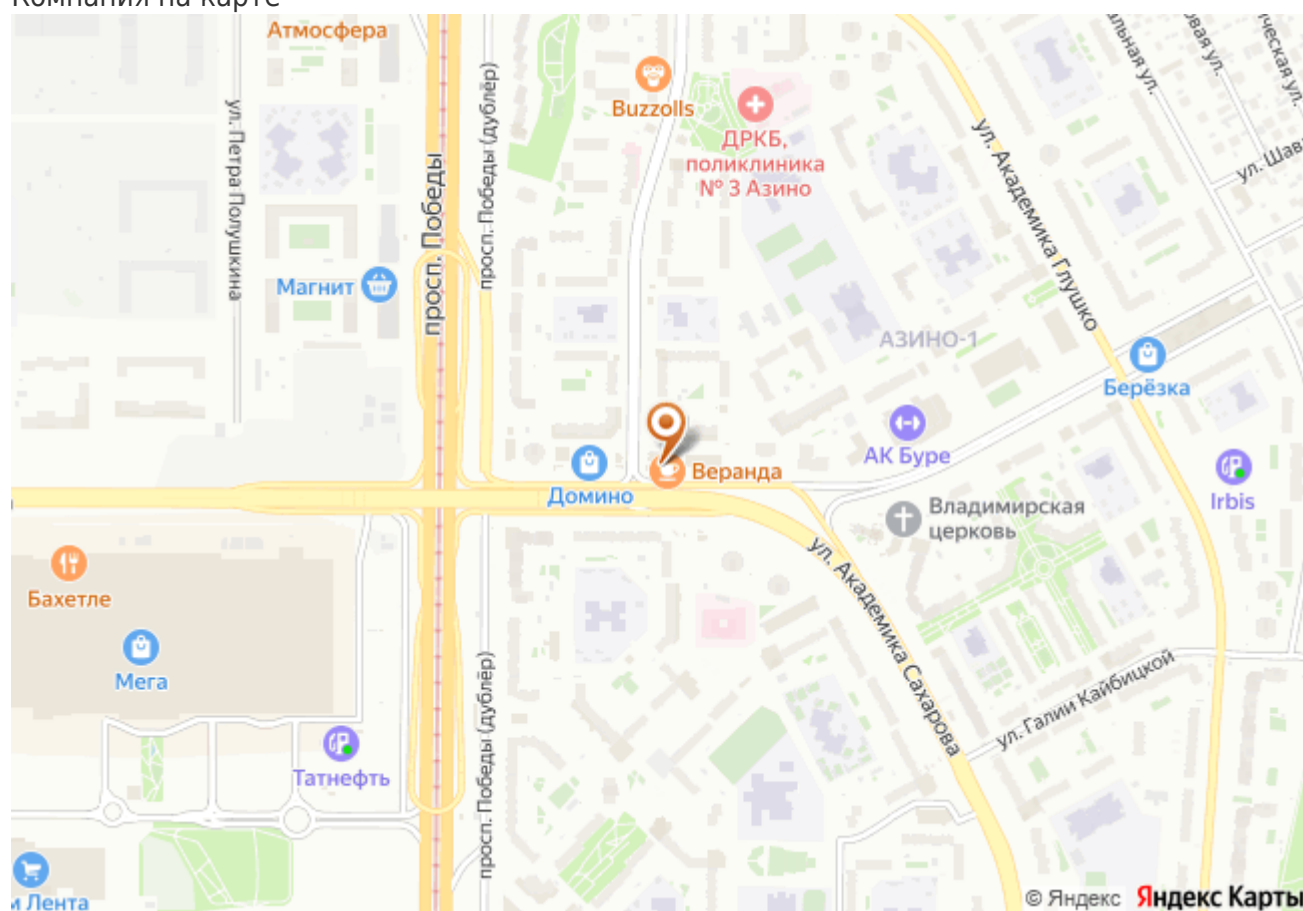 Компания на карте
Атмосфера
Buzzolls
ДРКБ,
поликлиника
№ 3 Азино
ул. Петра Полушкина
просп. Победы
просп. Победы (дублёр)
ул. Академика Глушко
Магнит
АЗИНО-1
Берёзка
АК Буре
Веранда
Домино
Irbis
Владимирская
церковь
Бахетле
ул. Академика Сахарова
Мега
ул. Галии Кайбицкой
просп. Победы (дублёр)
Татнефть
Лента
© Яндекс Яндекс Карты